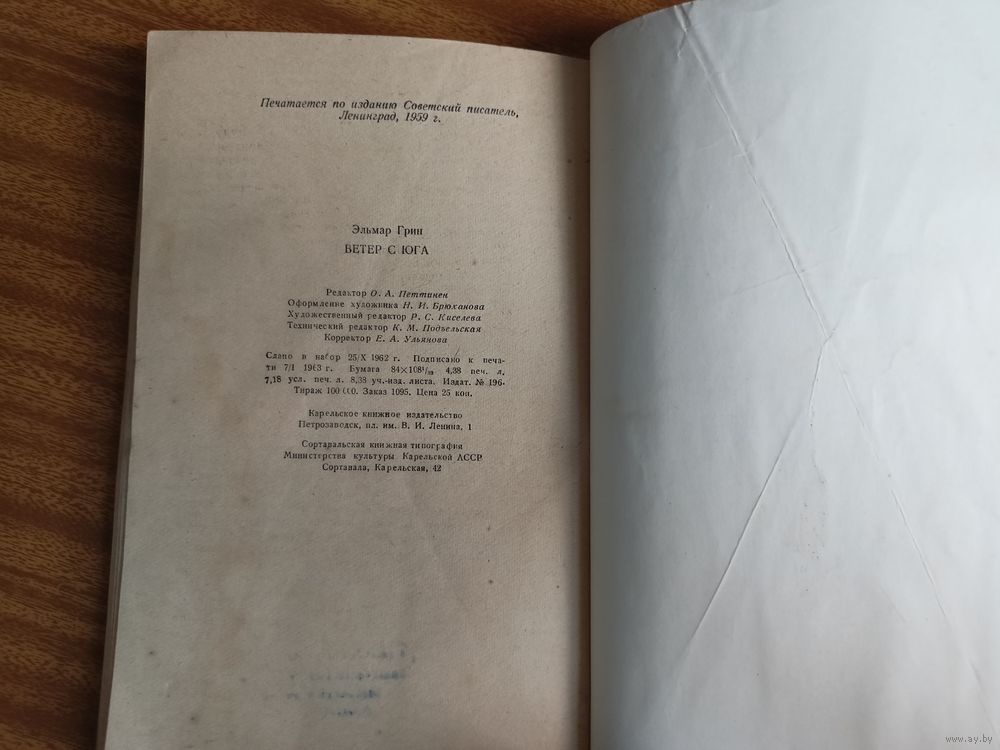 Печатается по изданию Советский писатель,
Ленинград, 1959 г.
Эльмар Грин
ВЕТЕР С ЮГА
Редактор О. А. Петтинен
Оформление художника Н. И. Брюханова
Художественный редактор Р. С. Киселева
Технический редактор К. М. Подъельская
Корректор Е. А. Ульянова
Сдано в набор 25/X 1962 г. Подписано к печа-
ти 7/I 1963 г. Бумага 84×108¹/₃₂ 4,38 печ. л.
7,18 усл. печ. л. 8,38 уч.-изд. листа. Издат. № 196.
Тираж 100 000. Заказ 1095. Цена 25 коп.
Карельское книжное издательство
Петрозаводск, пл. им. В. И. Ленина, 1
Сортавальская книжная типография
Министерства культуры Карельской АССР
Сортавала, Карельская, 42
www.ay.by